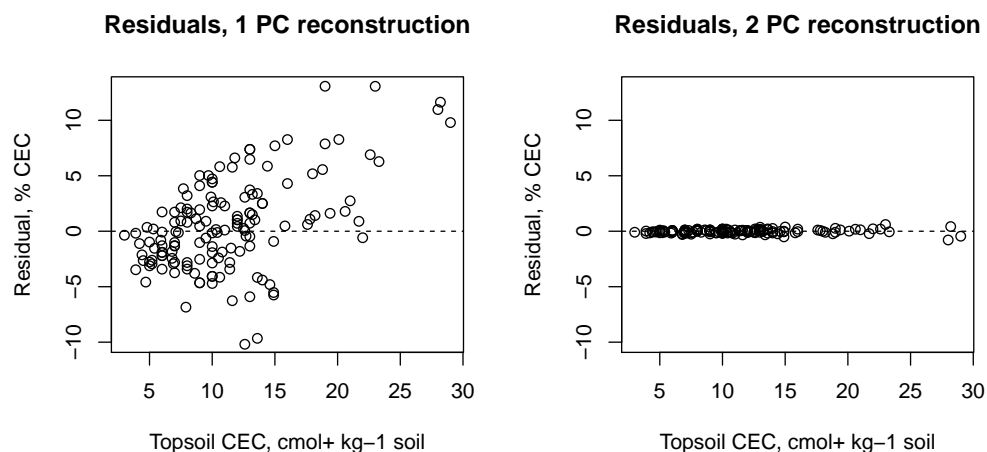 Residuals, 1 PC reconstruction
Residual, % CEC
10
5
0
−5
−10
5 10 15 20 25 30
Topsoil CEC, cmol+ kg−1 soil
Residuals, 2 PC reconstruction
Residual, % CEC
10
5
0
−5
−10
5 10 15 20 25 30
Topsoil CEC, cmol+ kg−1 soil